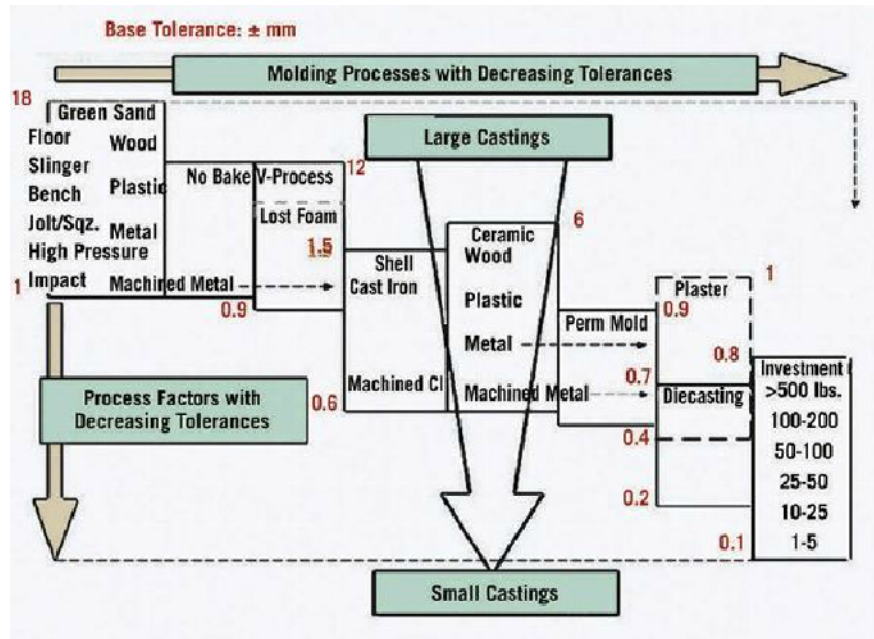 Base Tolerance: ± mm
Molding Processes with Decreasing Tolerances
18
Green Sand
Floor
Wood
Slinger
Bench
Plastic
Jolt/Sqz.
Metal
High Pressure
Impact
Machined Metal
1
No Bake
V-Process
12
Lost Foam
1.5
0.9
Large Castings
Shell
Cast Iron
Machined CI
0.6
6
Ceramic
Wood
Plastic
Metal
Machined Metal
Perm Mold
0.9
0.7
0.4
Plaster
1
0.8
Diecasting
0.2
Investment
>500 lbs.
100-200
50-100
25-50
10-25
1-5
0.1
Process Factors with
Decreasing Tolerances
Small Castings